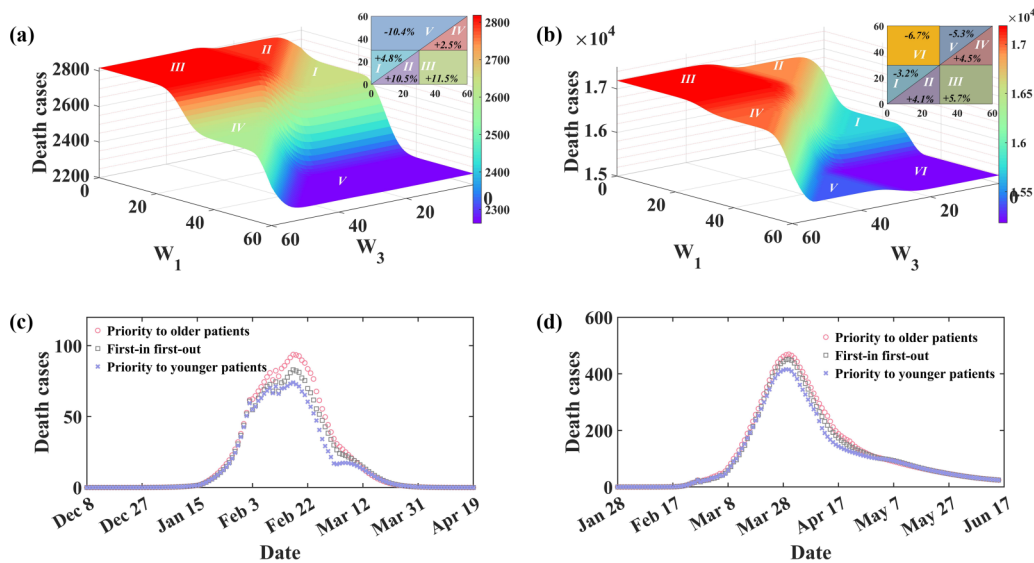 (a)
Death cases
2800
2600
2400
2200
0
20
40
60
W1
60
40
20
0
W3
III
II
I
IV
V
60
40
20
0
0
20
40
60
-10.4%
V
IV
+2.5%
+4.8%
I
II
III
+10.5%
+11.5%
2800
2700
2600
2500
2400
2300
(b)
×10⁴
Death cases
1.7
1.6
1.5
0
20
40
60
W1
60
40
20
0
W3
III
II
IV
I
V
VI
60
40
20
0
0
30
60
-6.7%
VI
-5.3%
V
IV
+4.5%
-3.2%
I
II
III
+4.1%
+5.7%
×10⁴
1.7
1.65
1.6
1.55
(c)
Death cases
100
50
0
Priority to older patients
First-in first-out
Priority to younger patients
Dec 8
Dec 27
Jan 15
Feb 3
Feb 22
Mar 12
Mar 31
Apr 19
Date
(d)
Death cases
600
400
200
0
Priority to older patients
First-in first-out
Priority to younger patients
Jan 28
Feb 17
Mar 8
Mar 28
Apr 17
May 7
May 27
Jun 17
Date